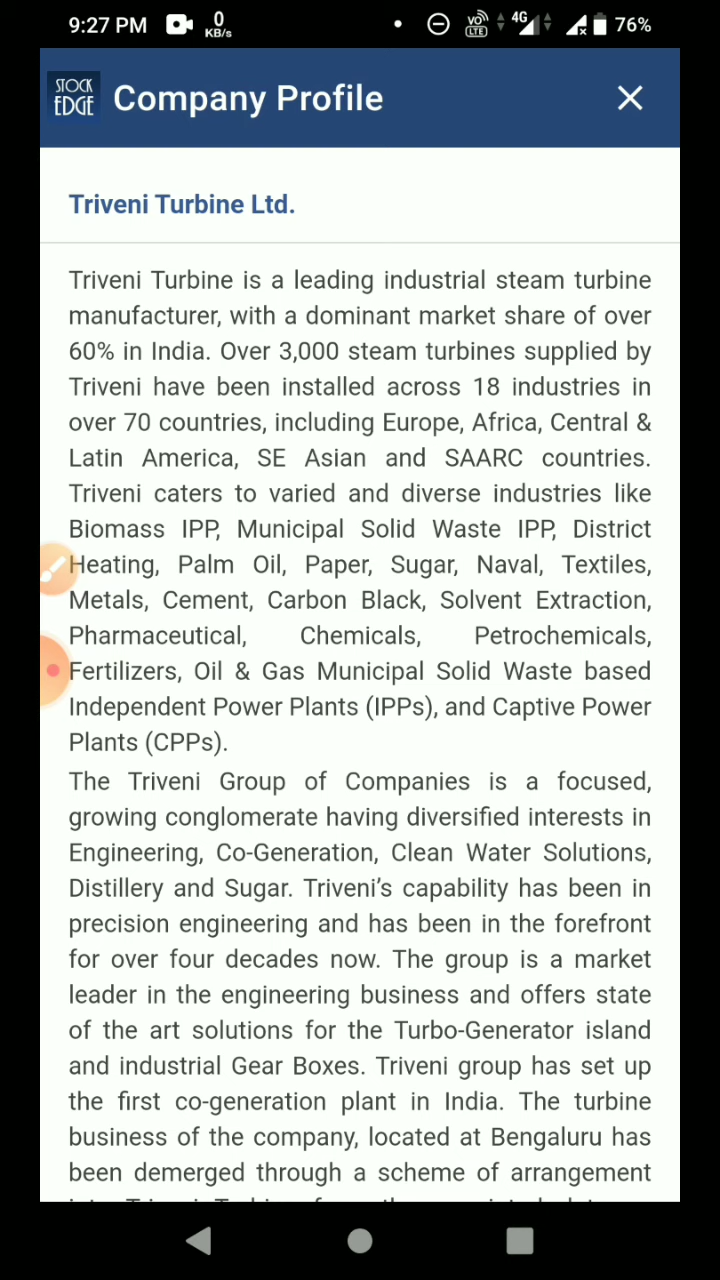 9:27 PM 0 KB/s VO LTE 4G 76%
STOCK EDGE Company Profile
Triveni Turbine Ltd.
Triveni Turbine is a leading industrial steam turbine
manufacturer, with a dominant market share of over
60% in India. Over 3,000 steam turbines supplied by
Triveni have been installed across 18 industries in
over 70 countries, including Europe, Africa, Central &
Latin America, SE Asian and SAARC countries.
Triveni caters to varied and diverse industries like
Biomass IPP, Municipal Solid Waste IPP, District
Heating, Palm Oil, Paper, Sugar, Naval, Textiles,
Metals, Cement, Carbon Black, Solvent Extraction,
Pharmaceutical, Chemicals, Petrochemicals,
Fertilizers, Oil & Gas Municipal Solid Waste based
Independent Power Plants (IPPs), and Captive Power
Plants (CPPs).
The Triveni Group of Companies is a focused,
growing conglomerate having diversified interests in
Engineering, Co-Generation, Clean Water Solutions,
Distillery and Sugar. Triveni’s capability has been in
precision engineering and has been in the forefront
for over four decades now. The group is a market
leader in the engineering business and offers state
of the art solutions for the Turbo-Generator island
and industrial Gear Boxes. Triveni group has set up
the first co-generation plant in India. The turbine
business of the company, located at Bengaluru has
been demerged through a scheme of arrangement